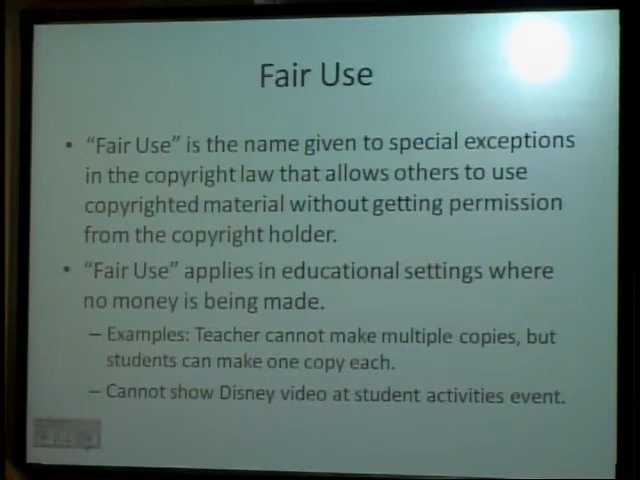 Fair Use
• "Fair Use" is the name given to special exceptions
in the copyright law that allows others to use
copyrighted material without getting permission
from the copyright holder.
• "Fair Use" applies in educational settings where
no money is being made.
– Examples: Teacher cannot make multiple copies, but
students can make one copy each.
– Cannot show Disney video at student activities event.